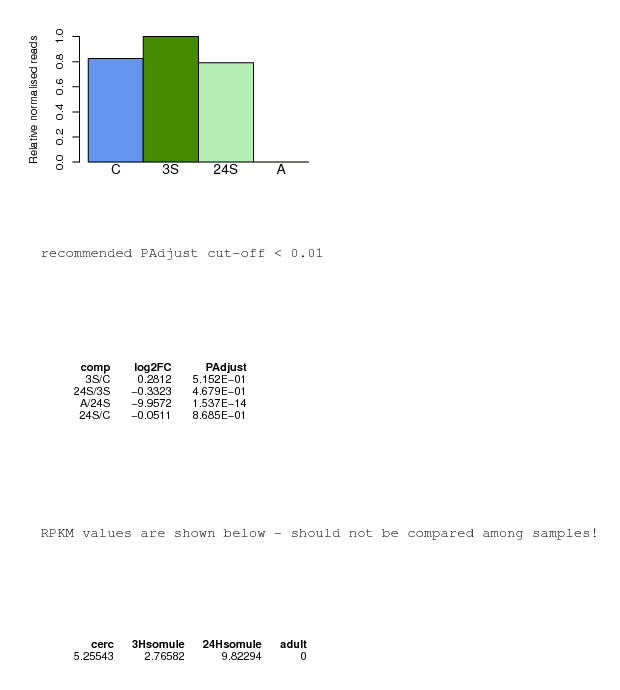 Relative normalised reads
1.0
0.8
0.6
0.4
0.2
0.0
C 3S 24S A
recommended PAdjust cut-off < 0.01
comp log2FC PAdjust
3S/C 0.2812 5.152E−01
24S/3S −0.3323 4.679E−01
A/24S −9.9572 1.537E−14
24S/C −0.0511 8.685E−01
RPKM values are shown below - should not be compared among samples!
cerc 3Hsomule 24Hsomule adult
5.25543 2.76582 9.82294 0